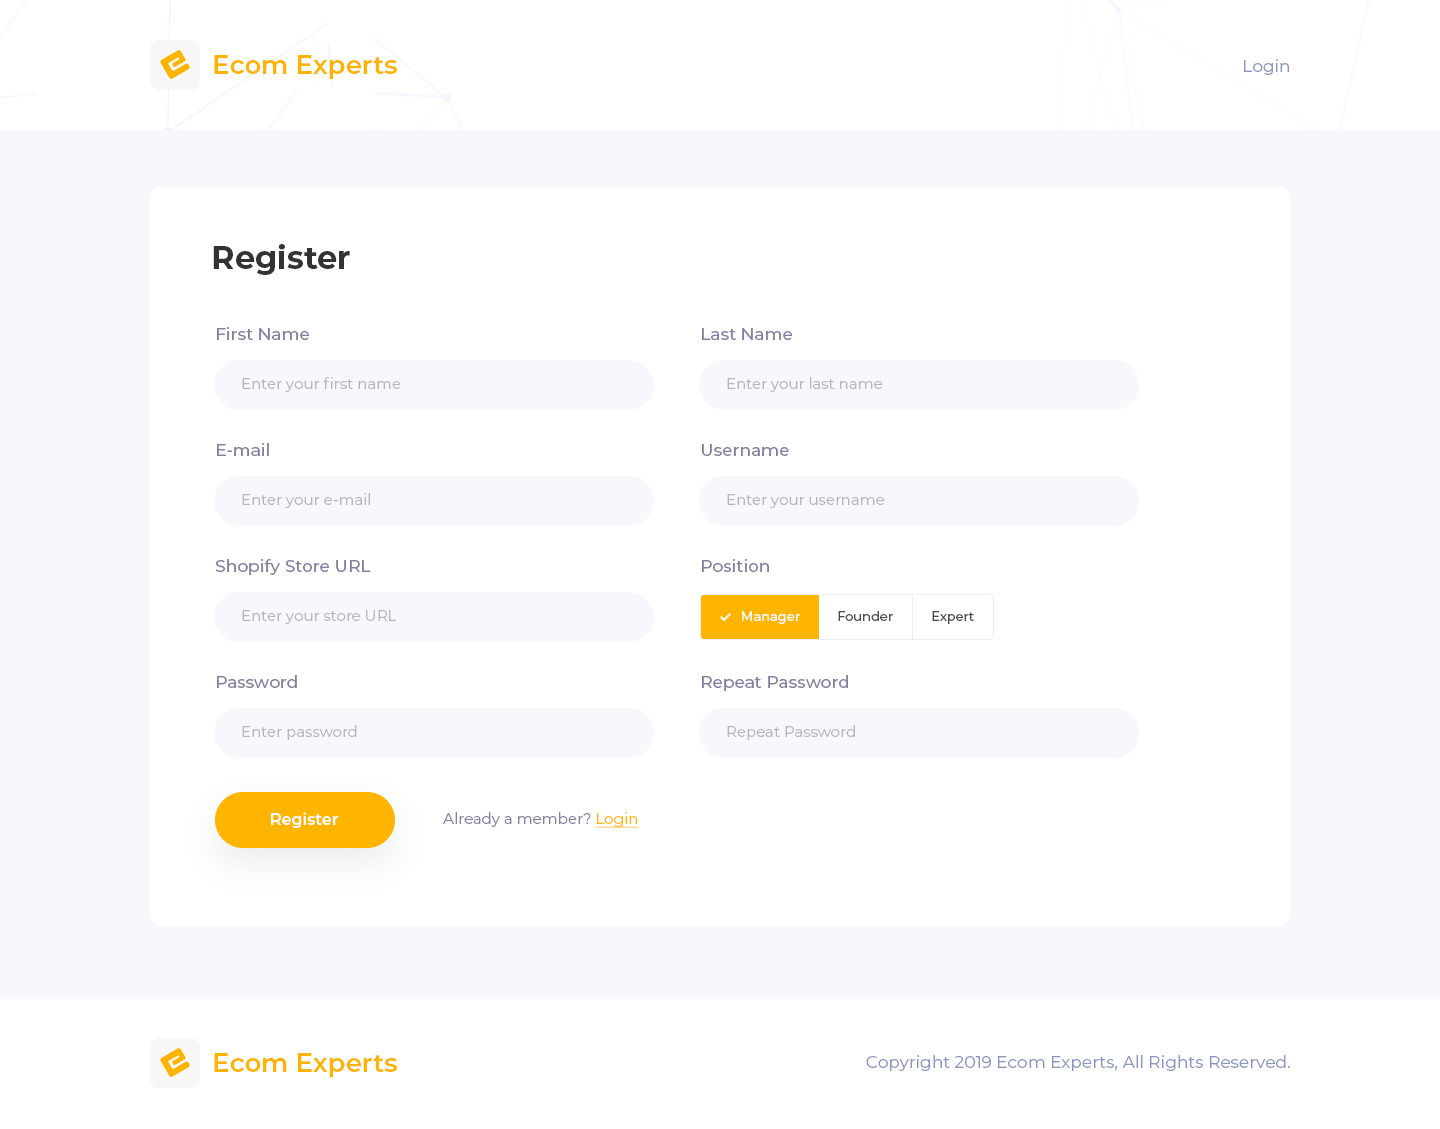 Ecom Experts
Login
Register
First Name
Last Name
Enter your first name
Enter your last name
E-mail
Username
Enter your e-mail
Enter your username
Shopify Store URL
Position
Enter your store URL
Manager
Founder
Expert
Password
Repeat Password
Enter password
Repeat Password
Register
Already a member? Login
Ecom Experts
Copyright 2019 Ecom Experts, All Rights Reserved.